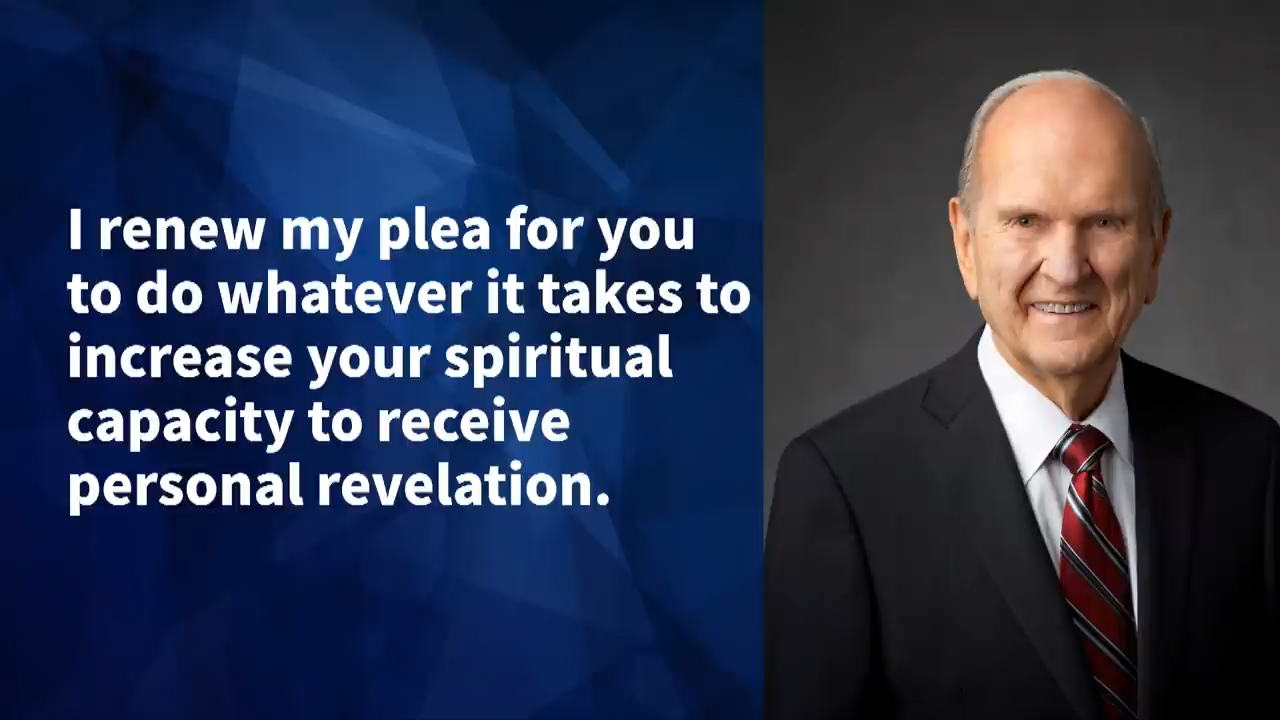 I renew my plea for you
to do whatever it takes to
increase your spiritual
capacity to receive
personal revelation.